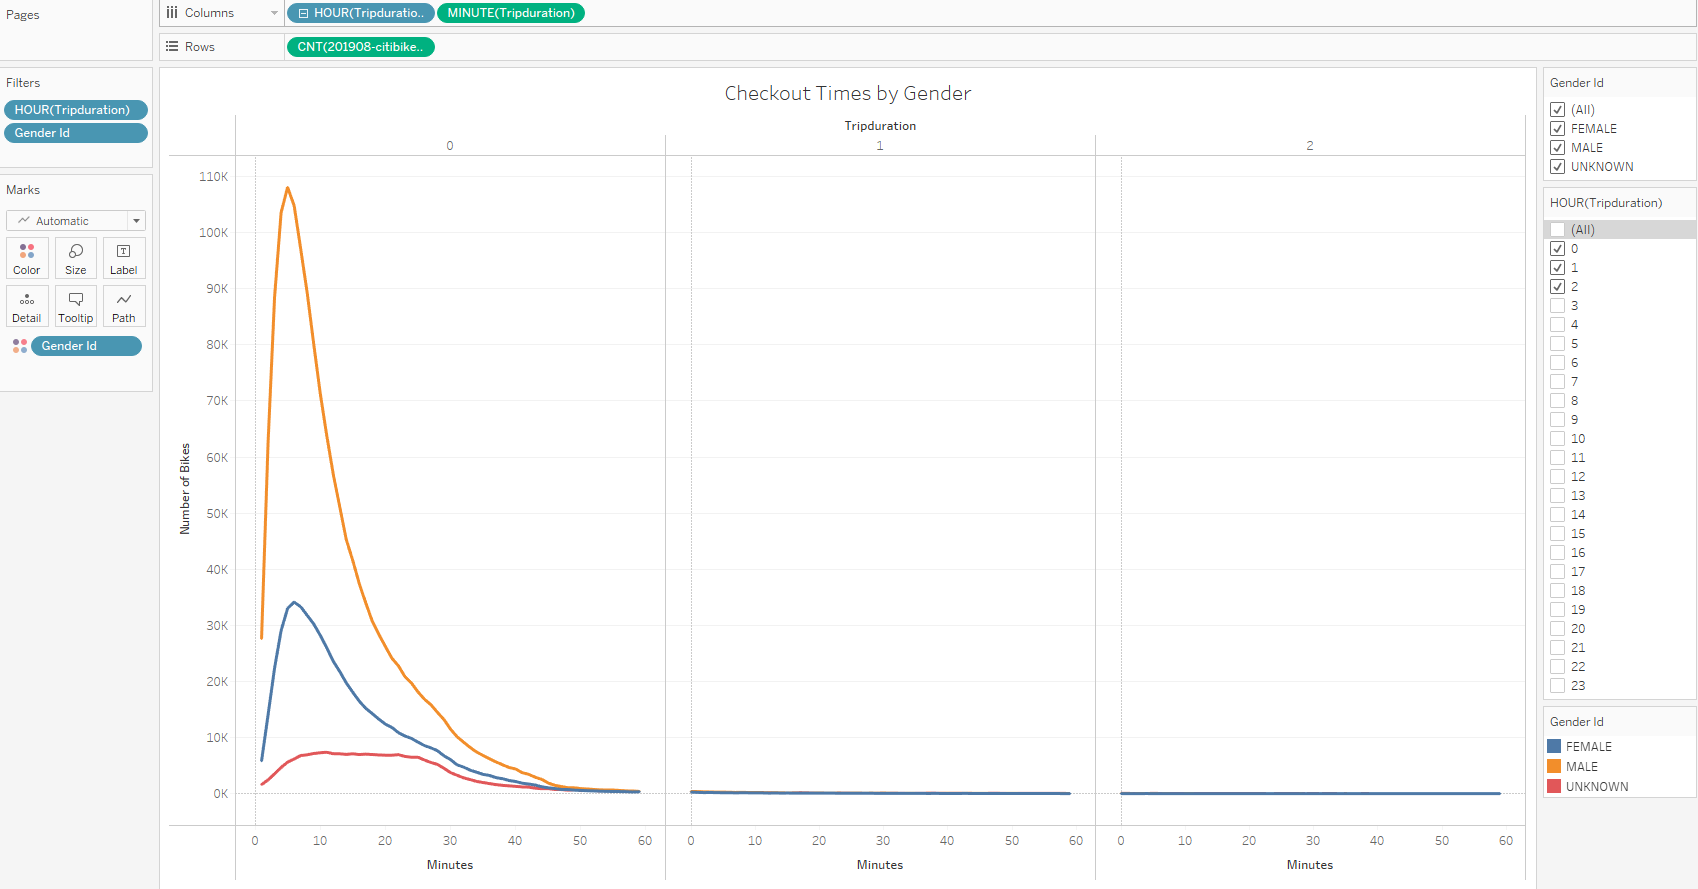 Pages
Columns
HOUR(Tripduratio..
MINUTE(Tripduration)
Rows
CNT(201908-citibike..
Filters
HOUR(Tripduration)
Gender Id
Marks
Automatic
Color
Size
Label
Detail
Tooltip
Path
Gender Id
Checkout Times by Gender
Tripduration
0
1
2
110K
100K
90K
80K
70K
60K
50K
40K
30K
20K
10K
0K
Number of Bikes
0 10 20 30 40 50 60
0 10 20 30 40 50 60
0 10 20 30 40 50 60
Minutes
Minutes
Minutes
Gender Id
(All)
FEMALE
MALE
UNKNOWN
HOUR(Tripduration)
(All)
0
1
2
3
4
5
6
7
8
9
10
11
12
13
14
15
16
17
18
19
20
21
22
23
Gender Id
FEMALE
MALE
UNKNOWN